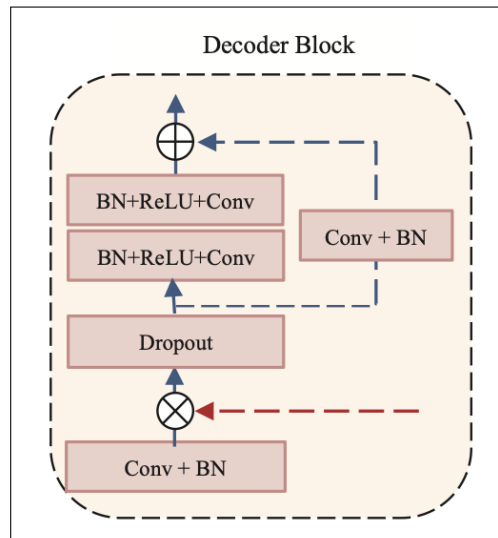 Decoder Block
BN+ReLU+Conv
BN+ReLU+Conv
Conv + BN
Dropout
Conv + BN